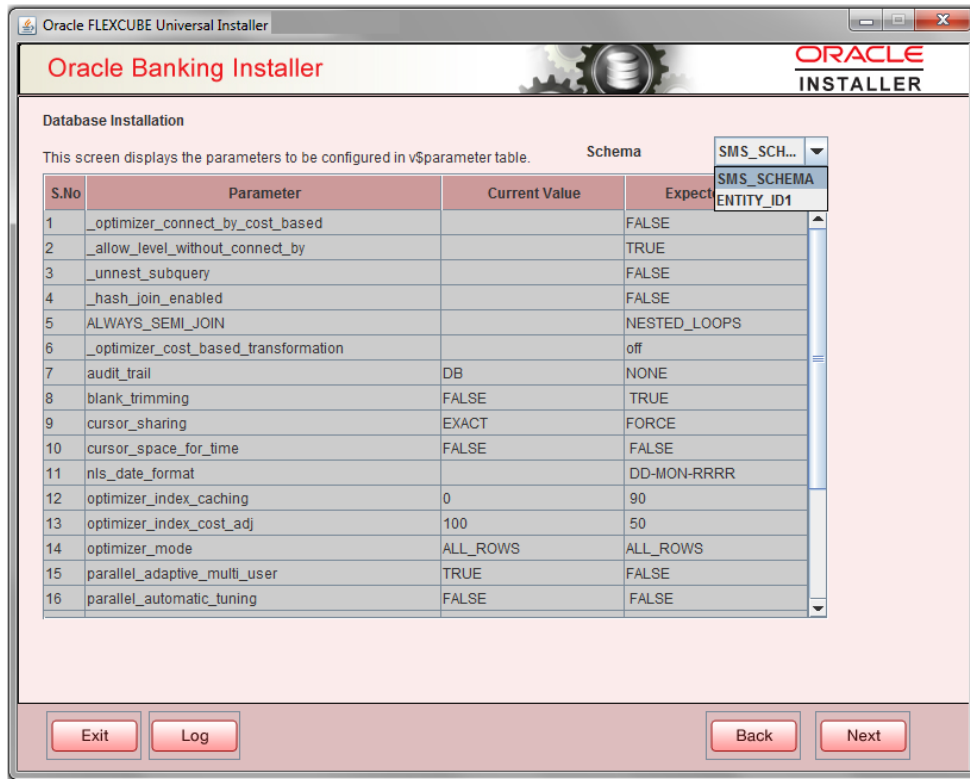 Oracle FLEXCUBE Universal Installer
Oracle Banking Installer
ORACLE
INSTALLER
Database Installation
This screen displays the parameters to be configured in v$parameter table. Schema SMS_SCH...
SMS_SCHEMA
ENTITY_ID1
S.No Parameter Current Value
1 _optimizer_connect_by_cost_based FALSE
2 _allow_level_without_connect_by TRUE
3 _unnest_subquery FALSE
4 _hash_join_enabled FALSE
5 ALWAYS_SEMI_JOIN NESTED_LOOPS
6 _optimizer_cost_based_transformation off
7 audit_trail DB NONE
8 blank_trimming FALSE TRUE
9 cursor_sharing EXACT FORCE
10 cursor_space_for_time FALSE FALSE
11 nls_date_format DD-MON-RRRR
12 optimizer_index_caching 0 90
13 optimizer_index_cost_adj 100 50
14 optimizer_mode ALL_ROWS ALL_ROWS
15 parallel_adaptive_multi_user TRUE FALSE
16 parallel_automatic_tuning FALSE FALSE
Exit Log Back Next